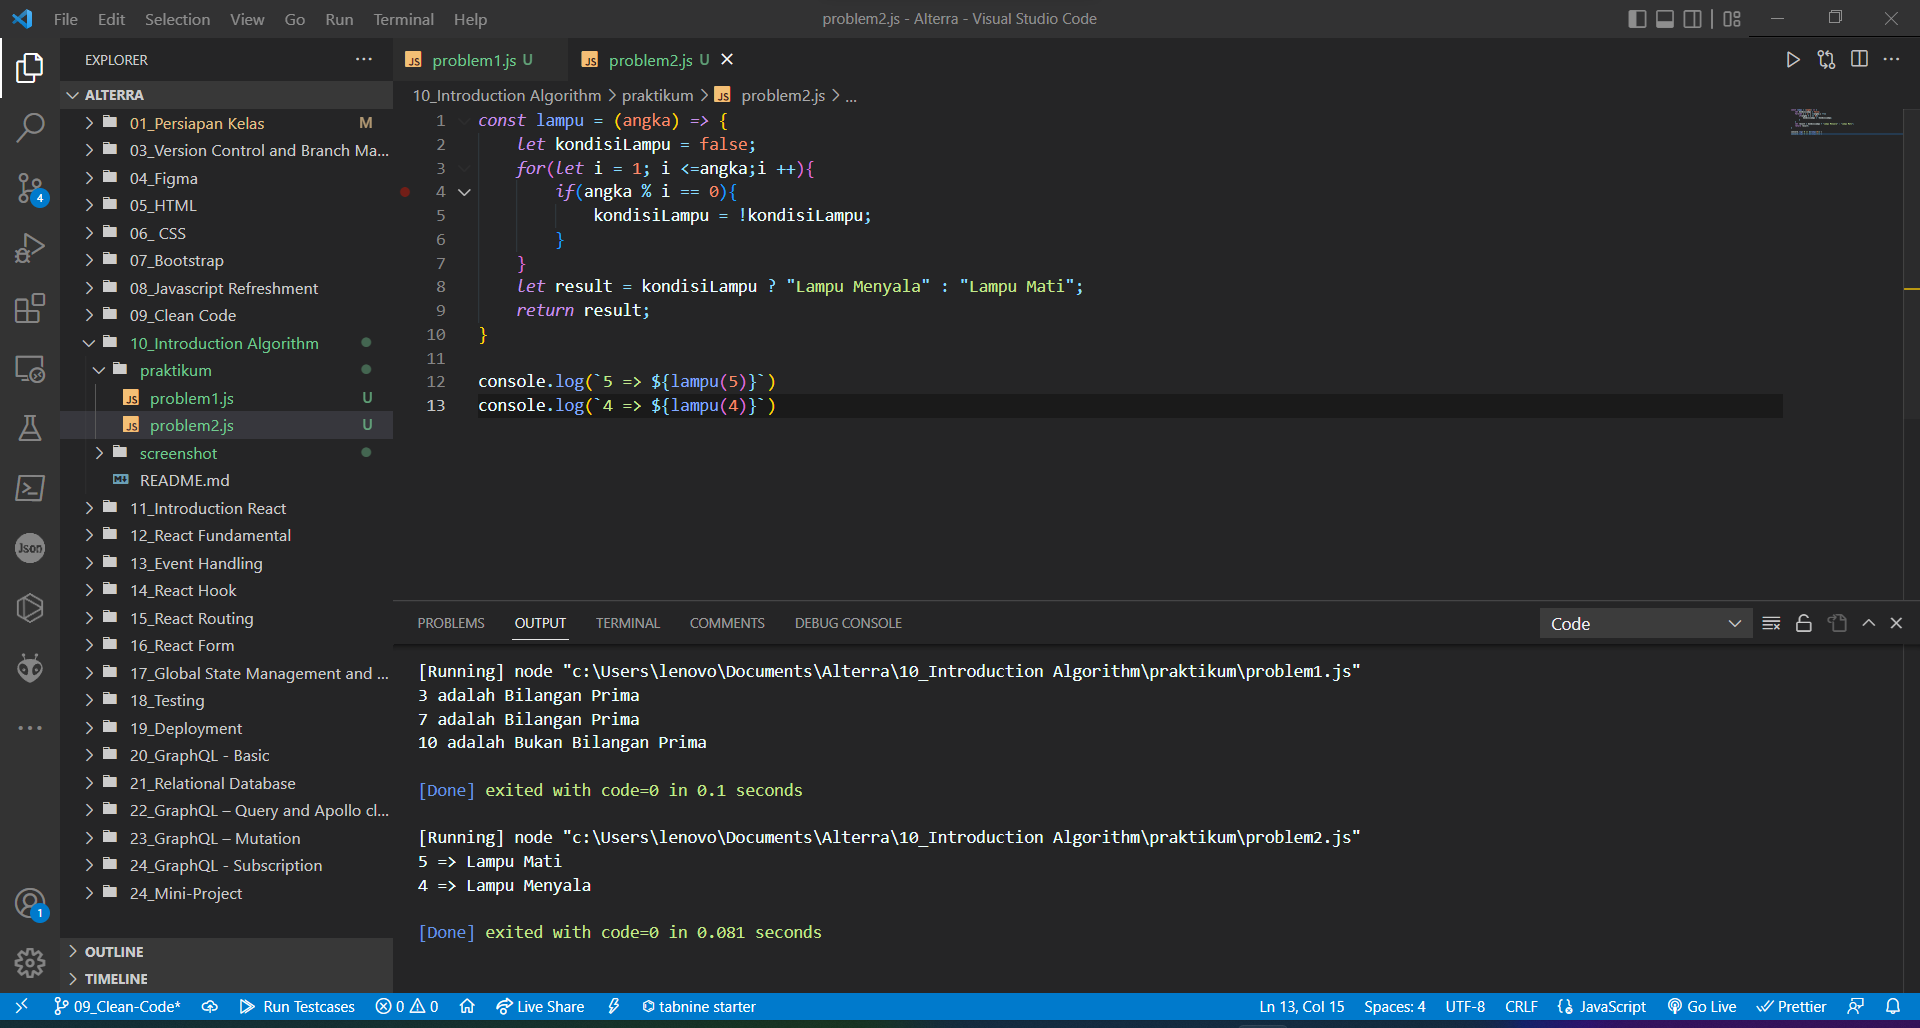 File Edit Selection View Go Run Terminal Help
problem2.js - Alterra - Visual Studio Code
EXPLORER
ALTERRA
01_Persiapan Kelas M
03_Version Control and Branch Ma...
04_Figma
05_HTML
06_ CSS
07_Bootstrap
08_Javascript Refreshment
09_Clean Code
10_Introduction Algorithm
praktikum
JS problem1.js U
JS problem2.js U
screenshot
README.md
11_Introduction React
12_React Fundamental
13_Event Handling
14_React Hook
15_React Routing
16_React Form
17_Global State Management and ...
18_Testing
19_Deployment
20_GraphQL - Basic
21_Relational Database
22_GraphQL – Query and Apollo cl...
23_GraphQL – Mutation
24_GraphQL - Subscription
24_Mini-Project
OUTLINE
TIMELINE
4
Json
1
JS problem1.js U
JS problem2.js U
10_Introduction Algorithm > praktikum > JS problem2.js > ...
1 const lampu = (angka) => {
2 let kondisiLampu = false;
3 for(let i = 1; i <=angka;i ++){
4 if(angka % i == 0){
5 kondisiLampu = !kondisiLampu;
6 }
7 }
8 let result = kondisiLampu ? "Lampu Menyala" : "Lampu Mati";
9 return result;
10 }
11
12 console.log(`5 => ${lampu(5)}`)
13 console.log(`4 => ${lampu(4)}`)
PROBLEMS OUTPUT TERMINAL COMMENTS DEBUG CONSOLE
Code
[Running] node "c:\Users\lenovo\Documents\Alterra\10_Introduction Algorithm\praktikum\problem1.js"
3 adalah Bilangan Prima
7 adalah Bilangan Prima
10 adalah Bukan Bilangan Prima
[Done] exited with code=0 in 0.1 seconds
[Running] node "c:\Users\lenovo\Documents\Alterra\10_Introduction Algorithm\praktikum\problem2.js"
5 => Lampu Mati
4 => Lampu Menyala
[Done] exited with code=0 in 0.081 seconds
09_Clean-Code* Run Testcases 0 0 Live Share tabnine starter
Ln 13, Col 15 Spaces: 4 UTF-8 CRLF JavaScript Go Live Prettier